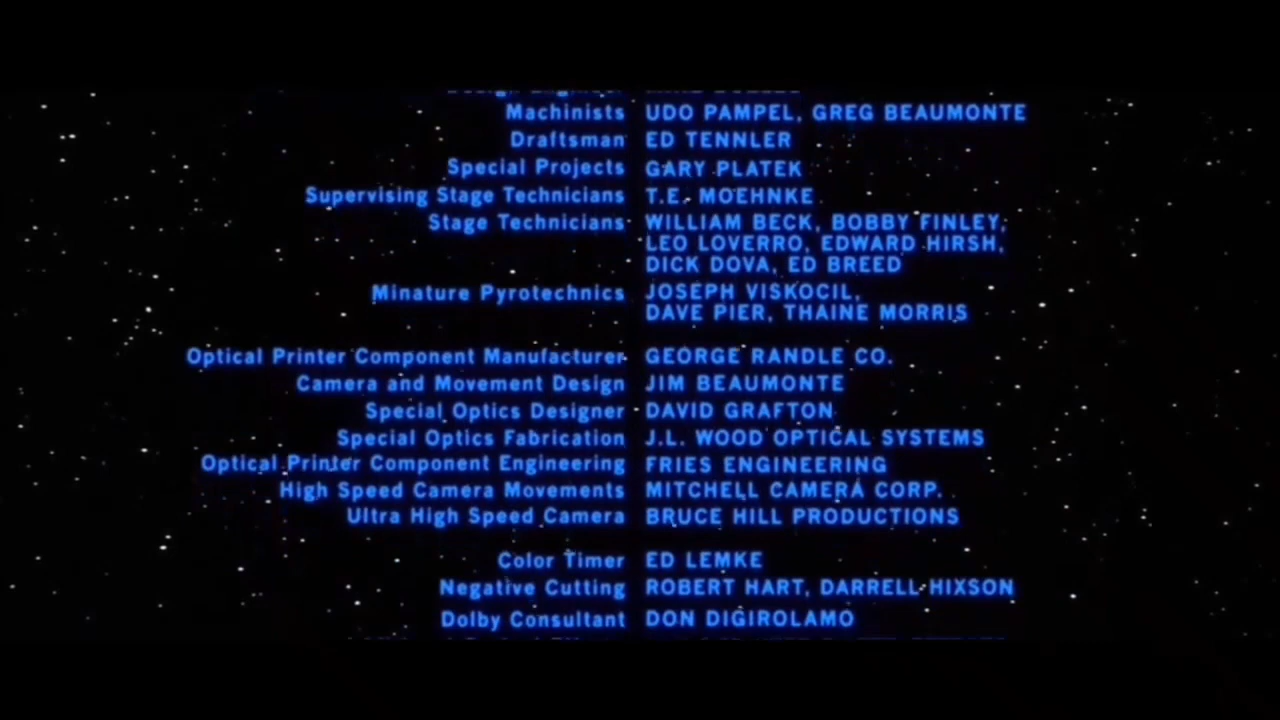 Machinists UDO PAMPEL, GREG BEAUMONTE
Draftsman ED TENNLER
Special Projects GARY PLATEK
Supervising Stage Technicians T.E. MOEHNKE
Stage Technicians WILLIAM BECK, BOBBY FINLEY,
LEO LOVERRO, EDWARD HIRSH,
DICK DOVA, ED BREED
Minature Pyrotechnics JOSEPH VISKOCIL,
DAVE PIER, THAINE MORRIS
Optical Printer Component Manufacturer GEORGE RANDLE CO.
Camera and Movement Design JIM BEAUMONTE
Special Optics Designer DAVID GRAFTON
Special Optics Fabrication J.L. WOOD OPTICAL SYSTEMS
Optical Printer Component Engineering FRIES ENGINEERING
High Speed Camera Movements MITCHELL CAMERA CORP.
Ultra High Speed Camera BRUCE HILL PRODUCTIONS
Color Timer ED LEMKE
Negative Cutting ROBERT HART, DARRELL HIXSON
Dolby Consultant DON DIGIROLAMO